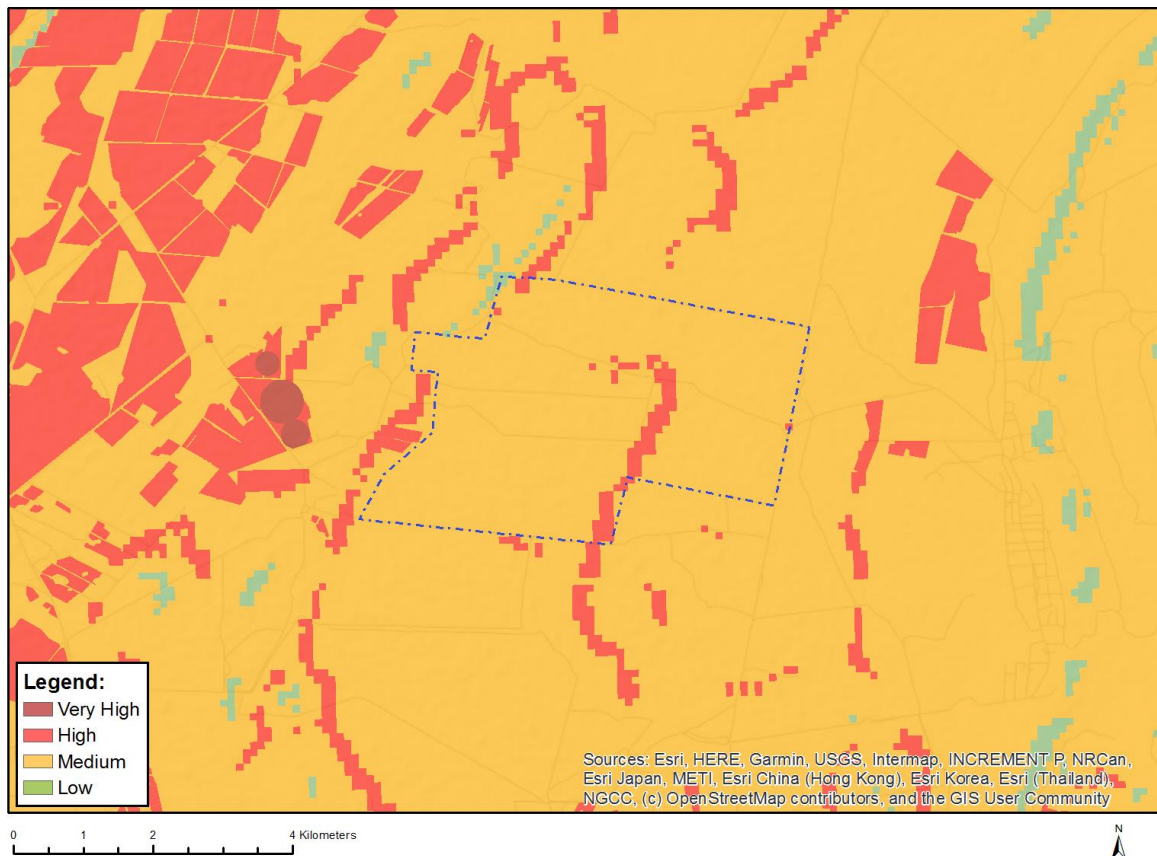 Legend:
Very High
High
Medium
Low
Sources: Esri, HERE, Garmin, USGS, Intermap, INCREMENT P, NRCan,
Esri Japan, METI, Esri China (Hong Kong), Esri Korea, Esri (Thailand),
NGCC, (c) OpenStreetMap contributors, and the GIS User Community
0 1 2 4 Kilometers
N